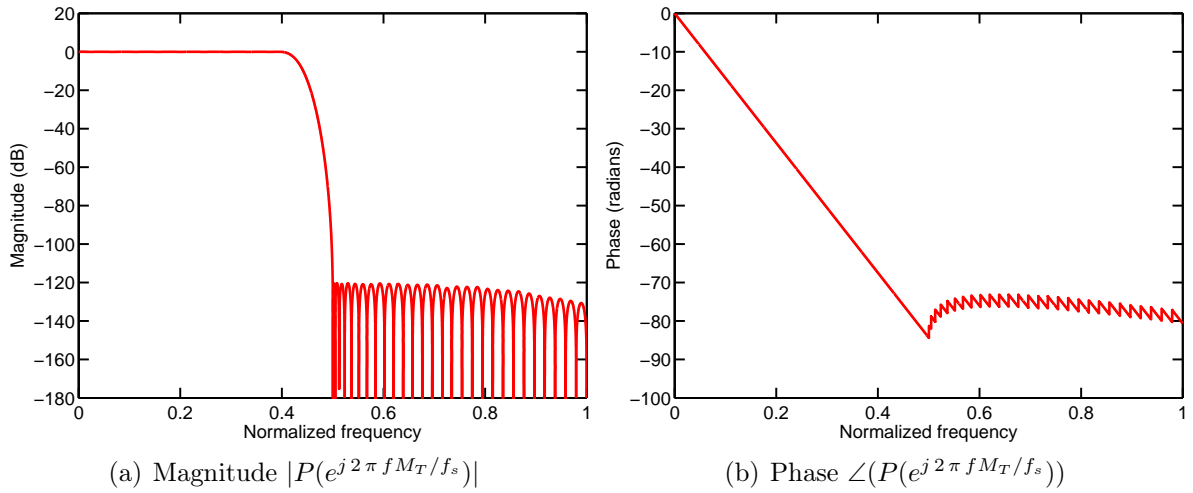 20
0
−20
−40
−60
−80
−100
−120
−140
−160
−180
Magnitude (dB)
0 0.2 0.4 0.6 0.8 1
Normalized frequency
(a) Magnitude |P(e^{j 2 π f M_T/f_s})|
0
−10
−20
−30
−40
−50
−60
−70
−80
−90
−100
Phase (radians)
0 0.2 0.4 0.6 0.8 1
Normalized frequency
(b) Phase ∠(P(e^{j 2 π f M_T/f_s}))